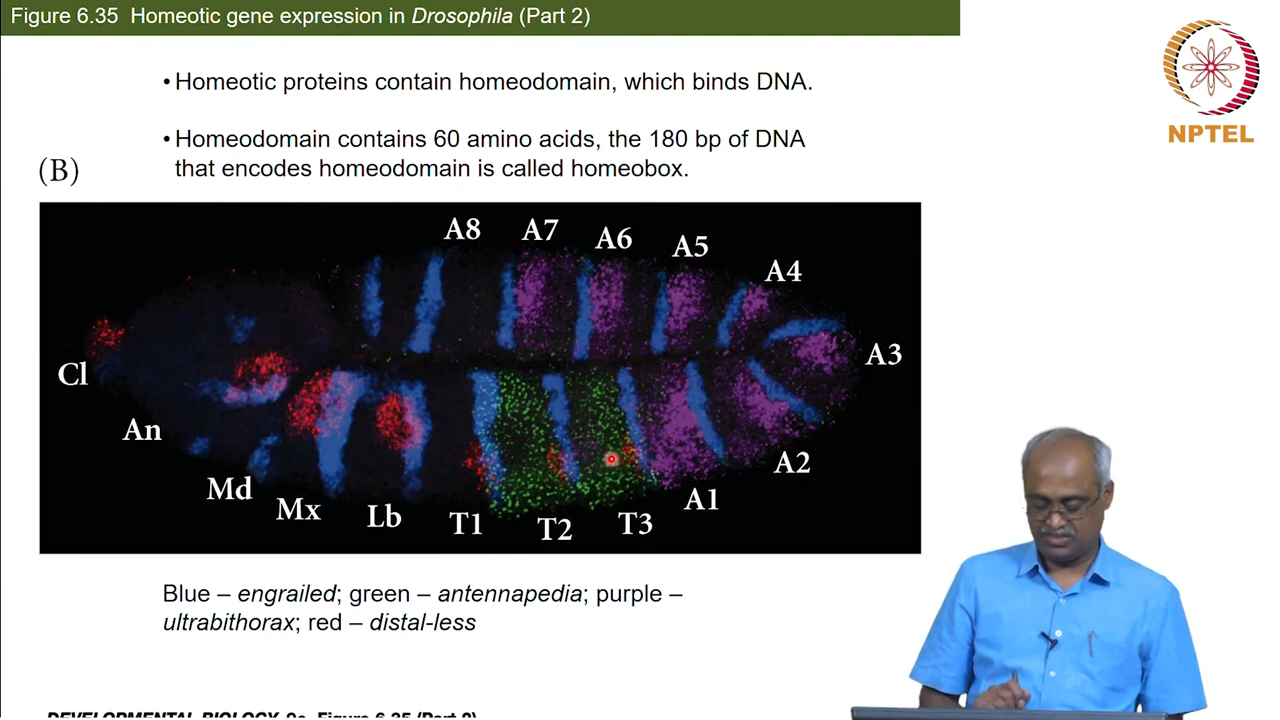 Figure 6.35 Homeotic gene expression in Drosophila (Part 2)
NPTEL
• Homeotic proteins contain homeodomain, which binds DNA.
• Homeodomain contains 60 amino acids, the 180 bp of DNA
that encodes homeodomain is called homeobox.
(B)
A8 A7 A6 A5 A4
A3
Cl
An
Md Mx Lb T1 T2 T3 A1 A2
Blue – engrailed; green – antennapedia; purple –
ultrabithorax; red – distal-less
DEVELOPMENTAL BIOLOGY, 9e, Figure 6.35 (Part 2)